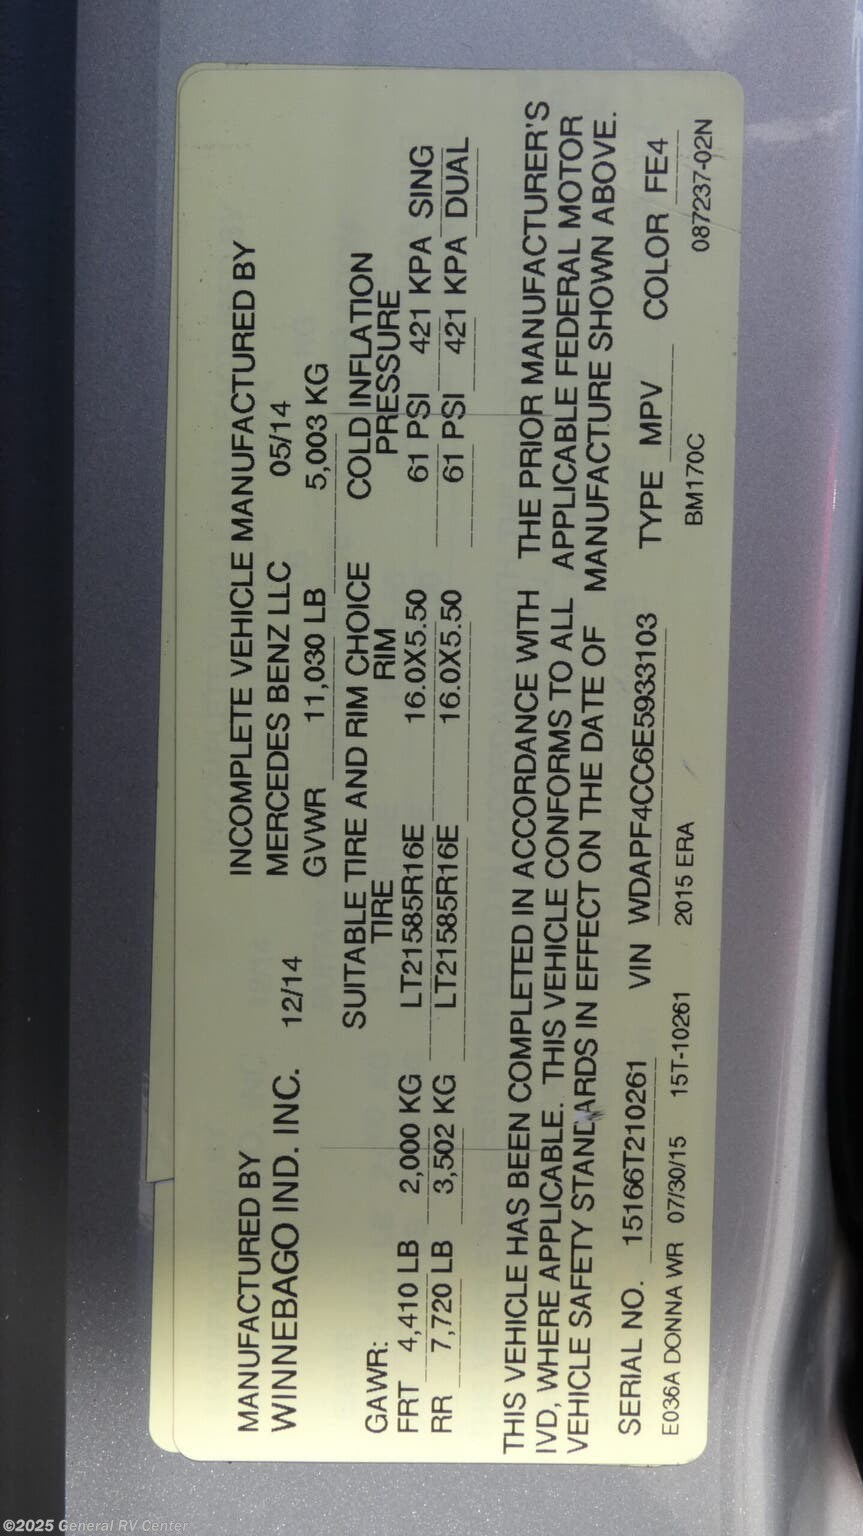 MANUFACTURED BY
WINNEBAGO IND. INC. 12/14
INCOMPLETE VEHICLE MANUFACTURED BY
MERCEDES BENZ LLC 05/14
GVWR 11,030 LB 5,003 KG
GAWR: SUITABLE TIRE AND RIM CHOICE COLD INFLATION
TIRE RIM PRESSURE
FRT 4,410 LB 2,000 KG LT21585R16E 16.0X5.50 61 PSI 421 KPA SING
RR 7,720 LB 3,502 KG LT21585R16E 16.0X5.50 61 PSI 421 KPA DUAL
THIS VEHICLE HAS BEEN COMPLETED IN ACCORDANCE WITH THE PRIOR MANUFACTURER'S
IVD, WHERE APPLICABLE. THIS VEHICLE CONFORMS TO ALL APPLICABLE FEDERAL MOTOR
VEHICLE SAFETY STANDARDS IN EFFECT ON THE DATE OF MANUFACTURE SHOWN ABOVE.
SERIAL NO. 15166T210261 VIN WDAPF4CC6E5933103 TYPE MPV COLOR FE4
E036A DONNA WR 07/30/15 15T-10261 2015 ERA BM170C 087237-02N
©2025 General RV Center